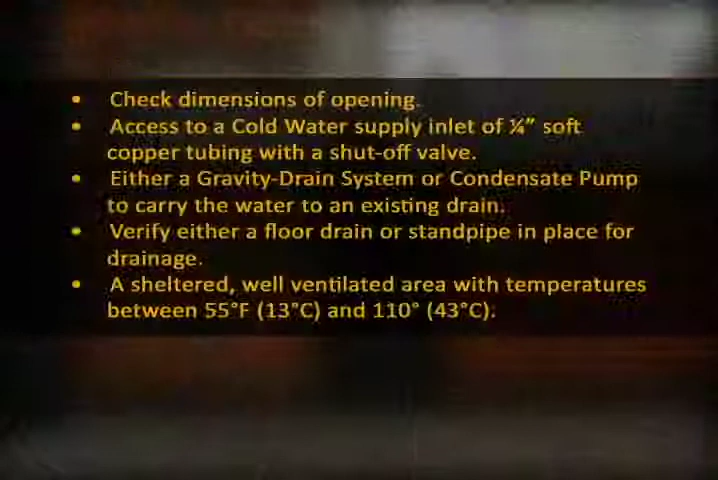 • Check dimensions of opening.
• Access to a Cold Water supply inlet of ¼” soft
copper tubing with a shut-off valve.
• Either a Gravity-Drain System or Condensate Pump
to carry the water to an existing drain.
• Verify either a floor drain or standpipe in place for
drainage.
• A sheltered, well ventilated area with temperatures
between 55°F (13°C) and 110° (43°C).